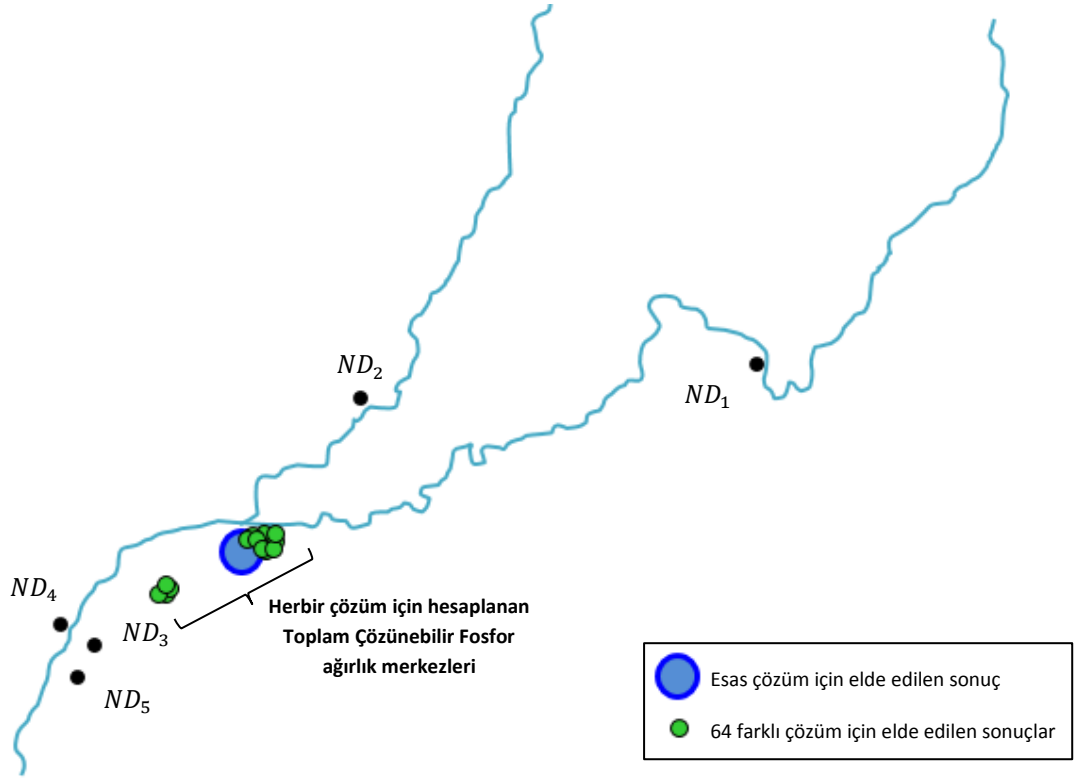 ND₂
ND₁
ND₄
ND₃
ND₅
Herbir çözüm için hesaplanan
Toplam Çözünebilir Fosfor
ağırlık merkezleri
Esas çözüm için elde edilen sonuç
64 farklı çözüm için elde edilen sonuçlar